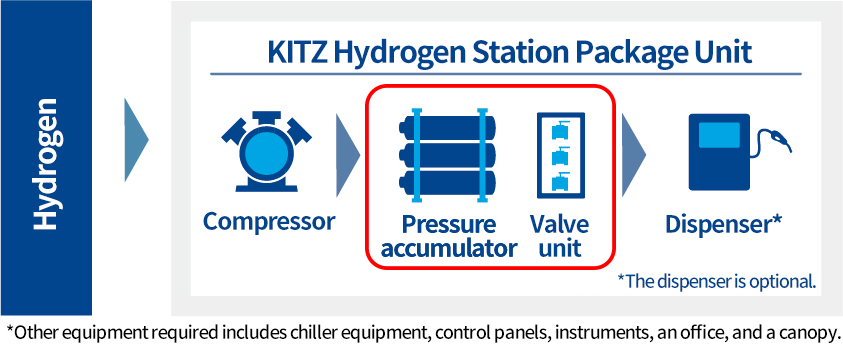 Hydrogen
KITZ Hydrogen Station Package Unit
Compressor
Pressure
accumulator
Valve
unit
Dispenser*
*The dispenser is optional.
*Other equipment required includes chiller equipment, control panels, instruments, an office, and a canopy.